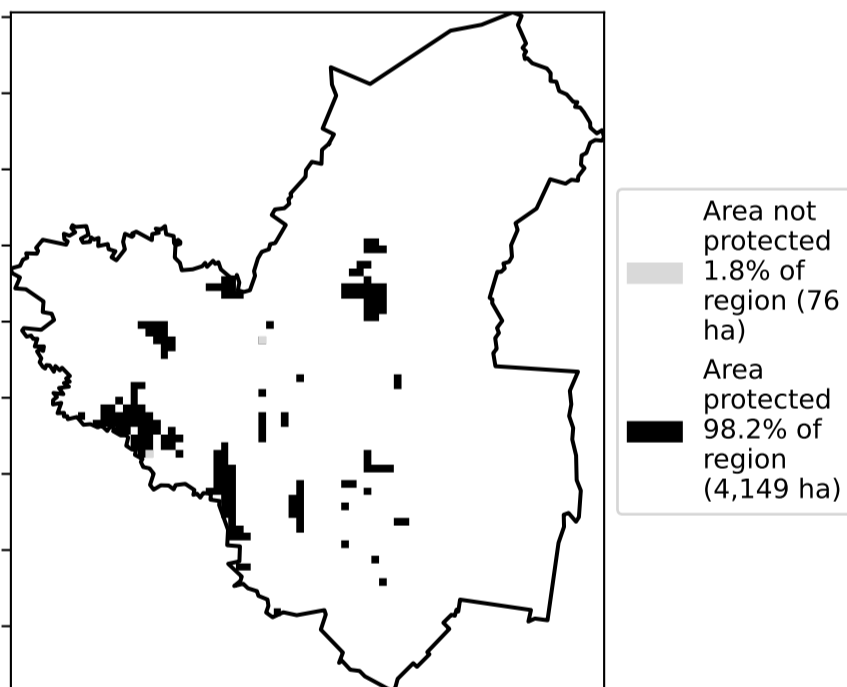 Area not
protected
1.8% of
region (76
ha)
Area
protected
98.2% of
region
(4,149 ha)